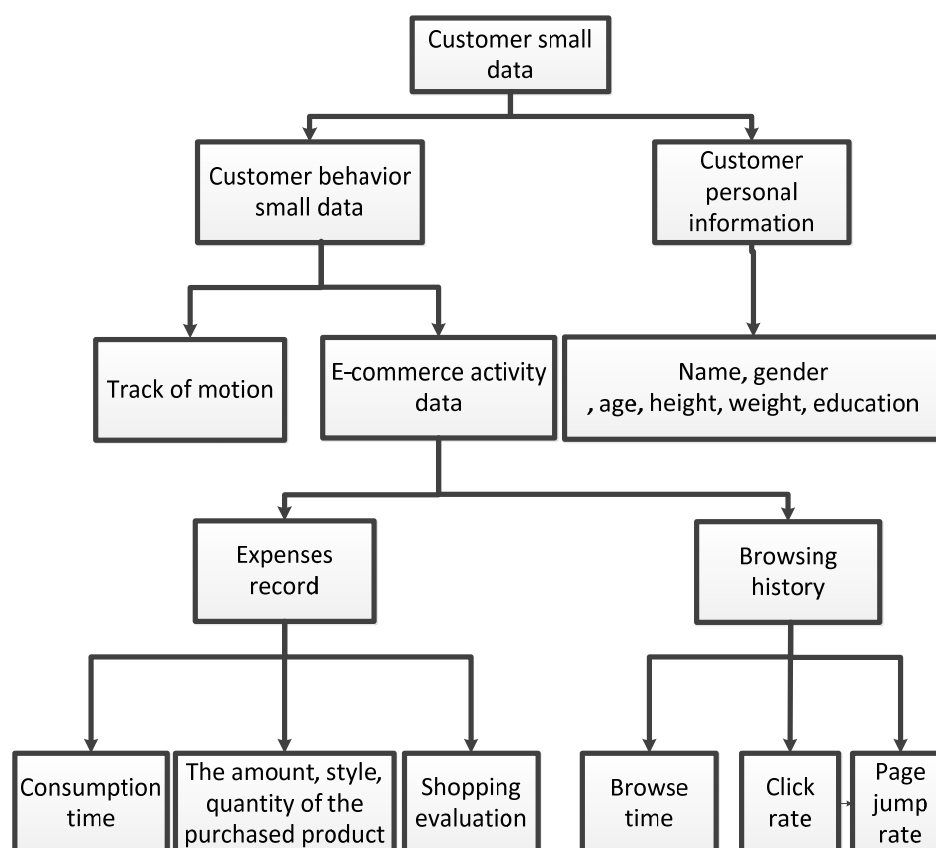 Customer small
data
Customer behavior
small data
Customer
personal
information
Track of motion
E-commerce activity
data
Name, gender
, age, height, weight, education
Expenses
record
Browsing
history
Consumption
time
The amount, style,
quantity of the
purchased product
Shopping
evaluation
Browse
time
Click
rate
Page
jump
rate